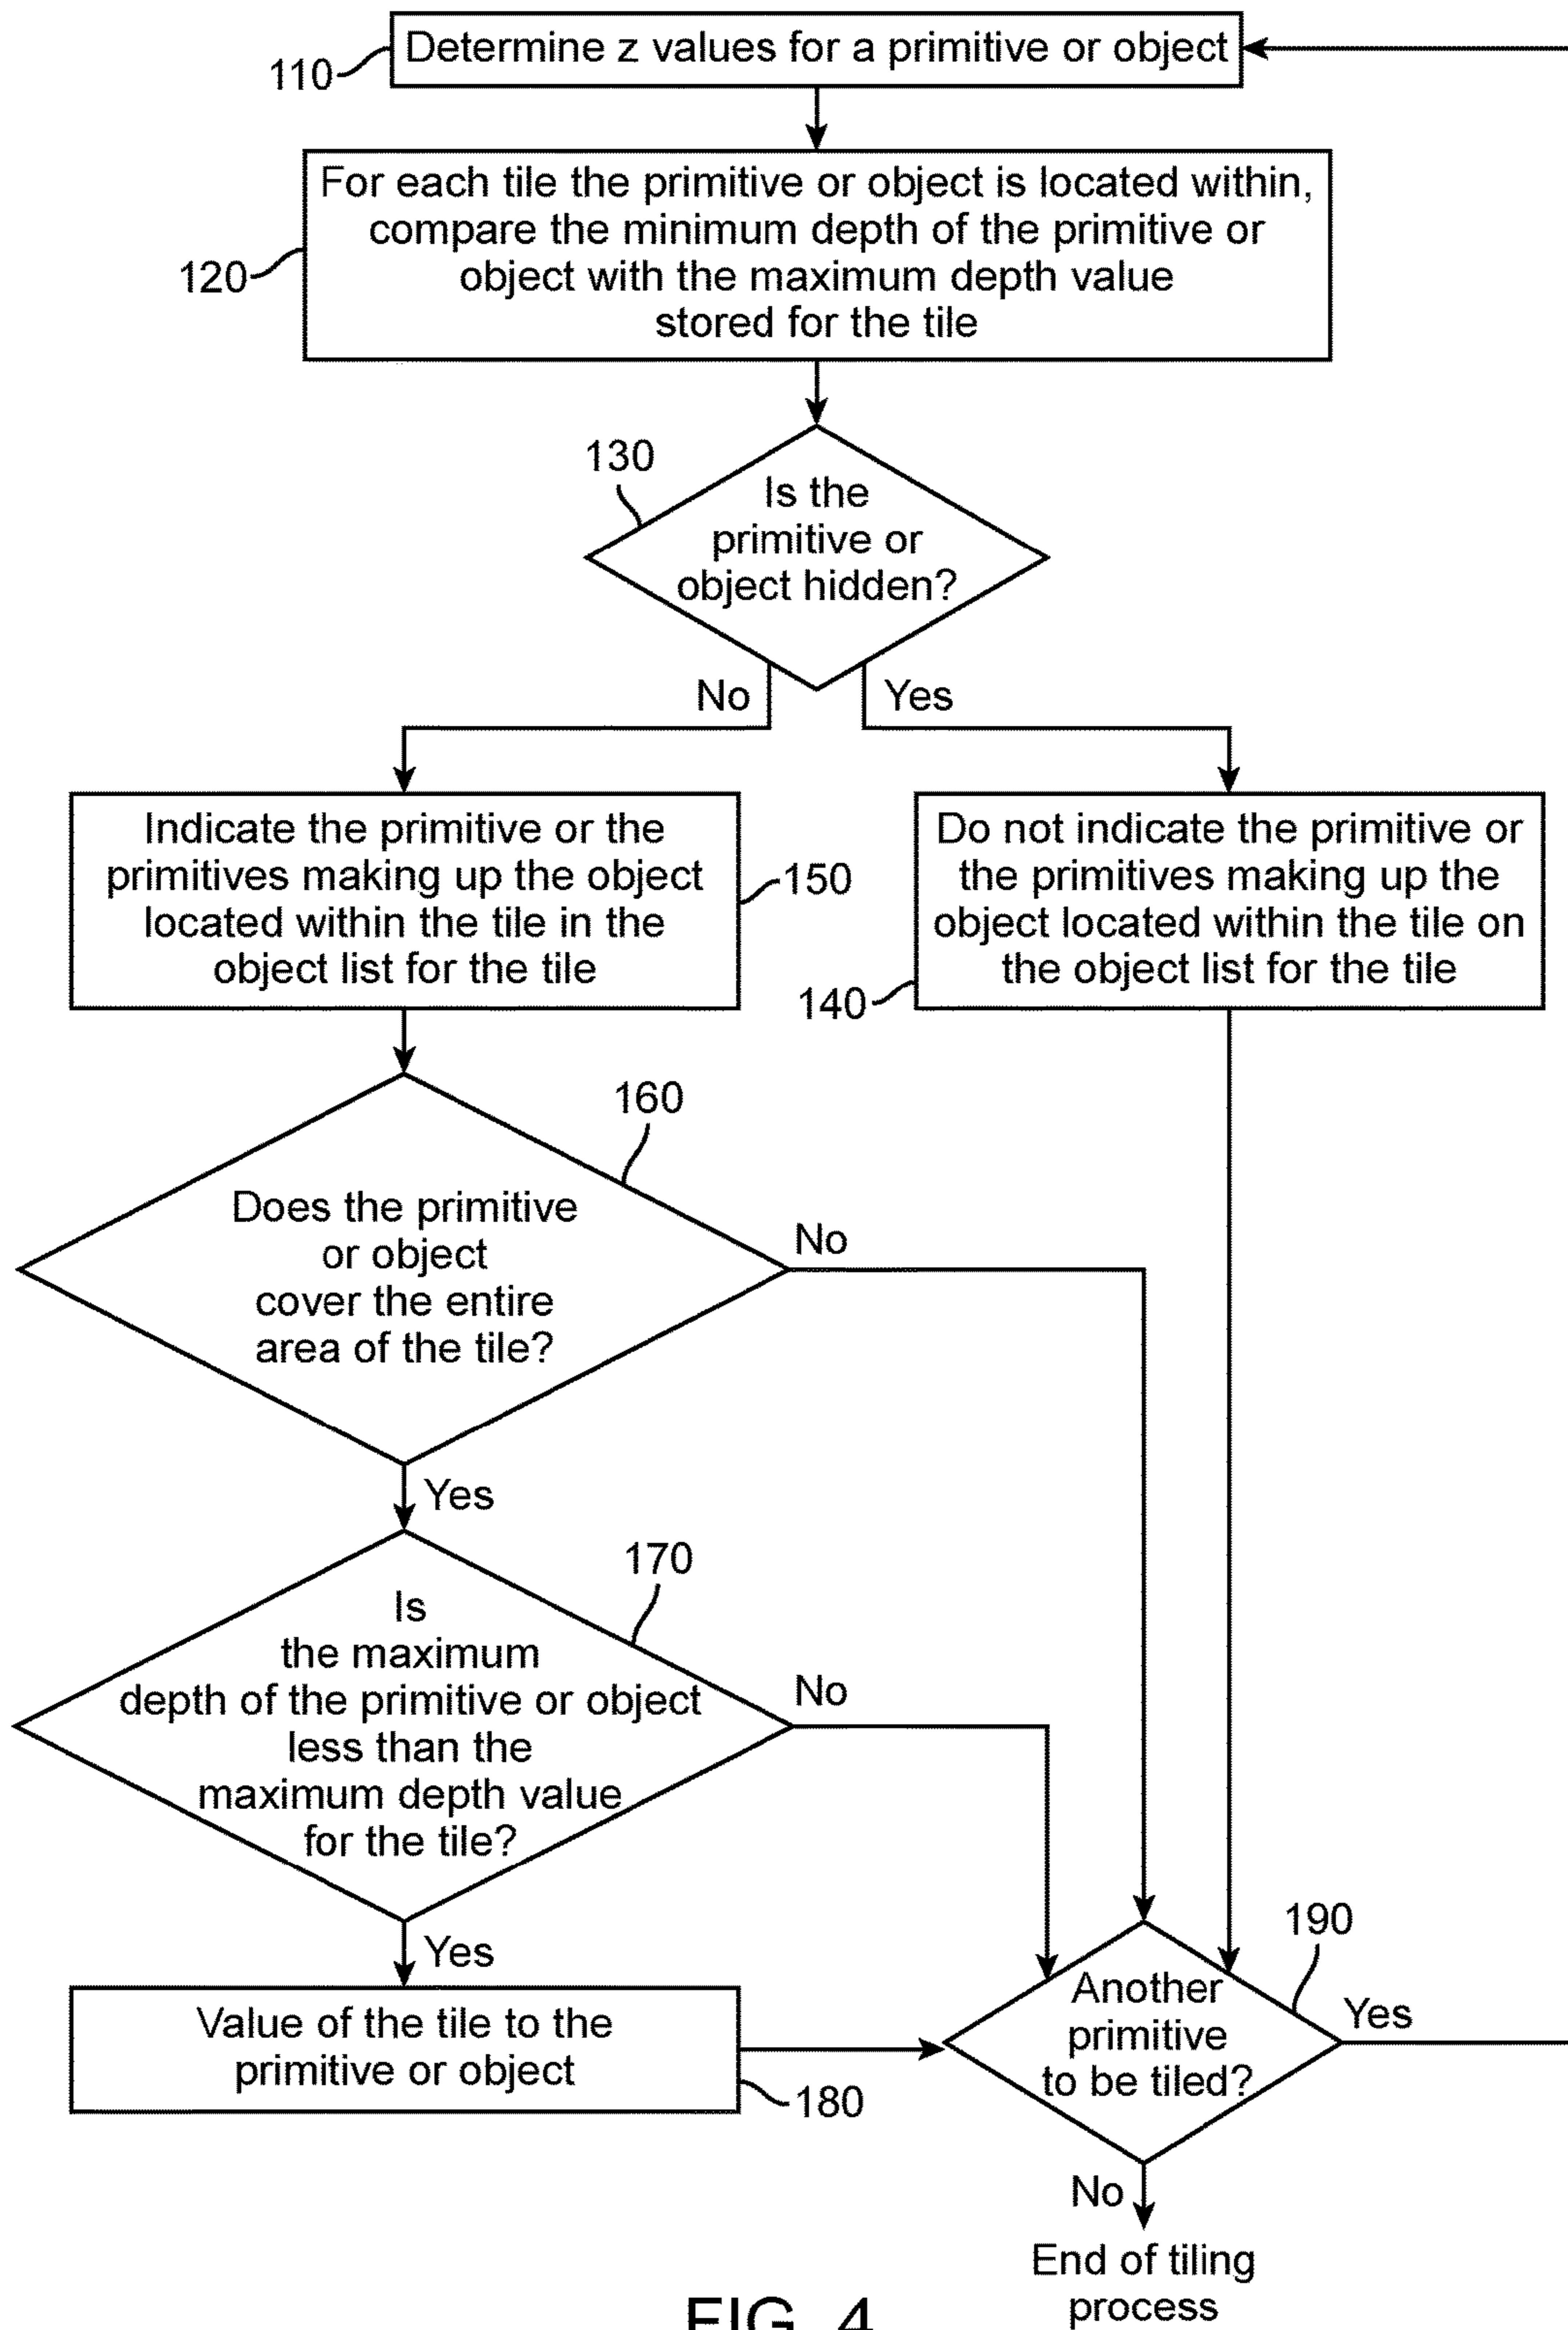 Determine z values for a primitive or object
110
For each tile the primitive or object is located within,
compare the minimum depth of the primitive or
object with the maximum depth value
stored for the tile
120
130
Is the
primitive or
object hidden?
No
Yes
Indicate the primitive or the
primitives making up the object
located within the tile in the
object list for the tile
150
Do not indicate the primitive or
the primitives making up the
object located within the tile on
the object list for the tile
140
160
Does the primitive
or object
cover the entire
area of the tile?
No
Yes
170
Is
the maximum
depth of the primitive or object
less than the
maximum depth value
for the tile?
No
Yes
Value of the tile to the
primitive or object
180
190
Another
primitive
to be tiled?
Yes
No
End of tiling
process
FIG. 4